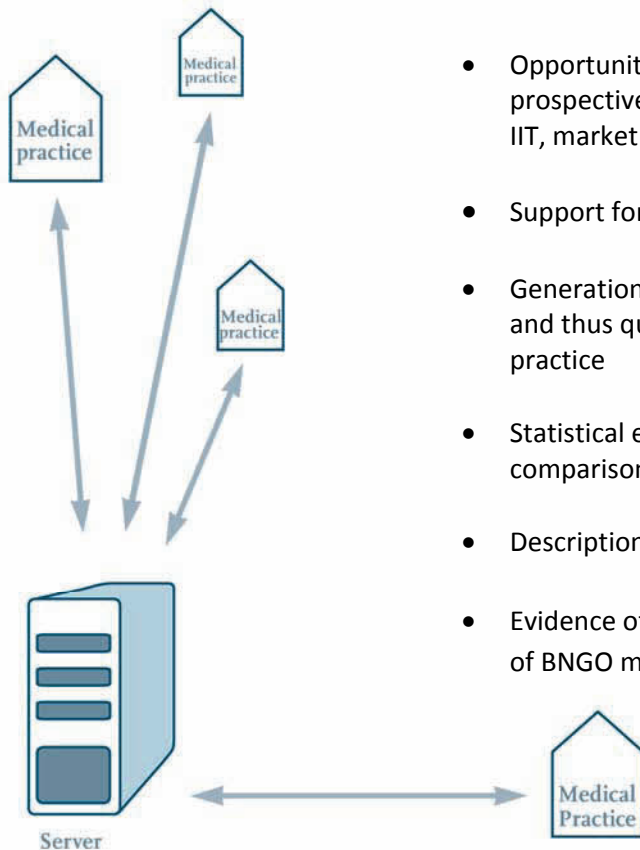 Medical
practice
Medical
practice
Medical
practice
• Opportunit
prospective
IIT, market
• Support for
• Generation
and thus qu
practice
• Statistical e
comparison
• Description
• Evidence of
of BNGO m
Medical
Practice
Server